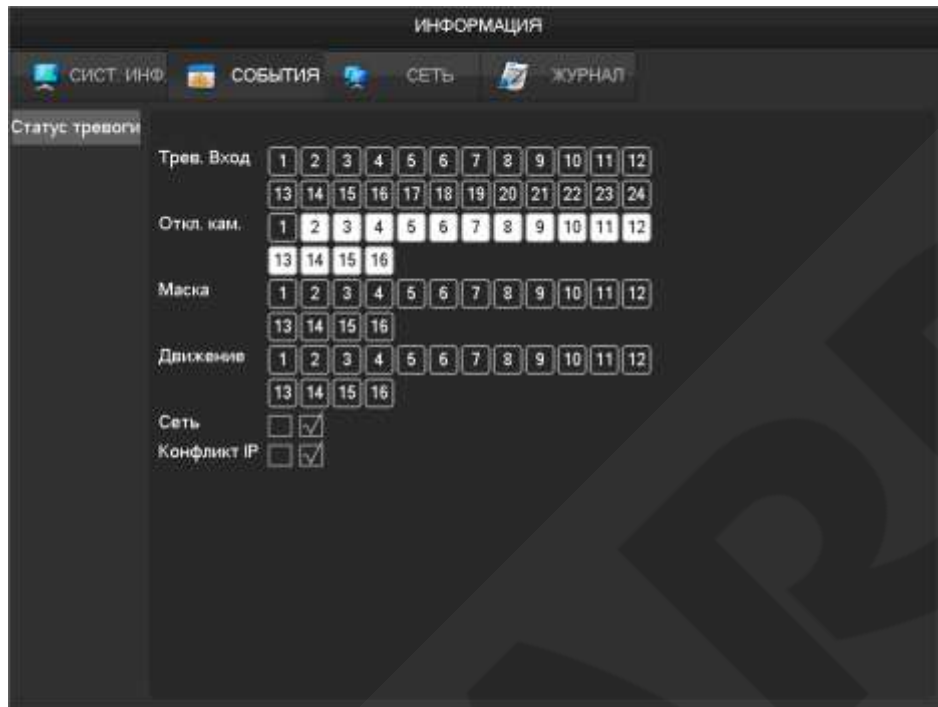 ИНФОРМАЦИЯ
СИСТ. ИНФ. СОБЫТИЯ СЕТЬ ЖУРНАЛ
Статус тревоги
Трев. Вход 1 2 3 4 5 6 7 8 9 10 11 12
13 14 15 16 17 18 19 20 21 22 23 24
Откл. кам. 1 2 3 4 5 6 7 8 9 10 11 12
13 14 15 16
Маска 1 2 3 4 5 6 7 8 9 10 11 12
13 14 15 16
Движение 1 2 3 4 5 6 7 8 9 10 11 12
13 14 15 16
Сеть
Конфликт IP